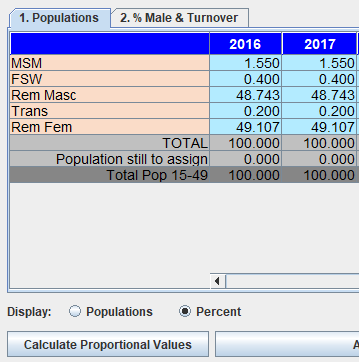 1. Populations 2. % Male & Turnover
2016 2017
MSM 1.550 1.550
FSW 0.400 0.400
Rem Masc 48.743 48.743
Trans 0.200 0.200
Rem Fem 49.107 49.107
TOTAL 100.000 100.000
Population still to assign 0.000 0.000
Total Pop 15-49 100.000 100.000
Display: Populations Percent
Calculate Proportional Values A